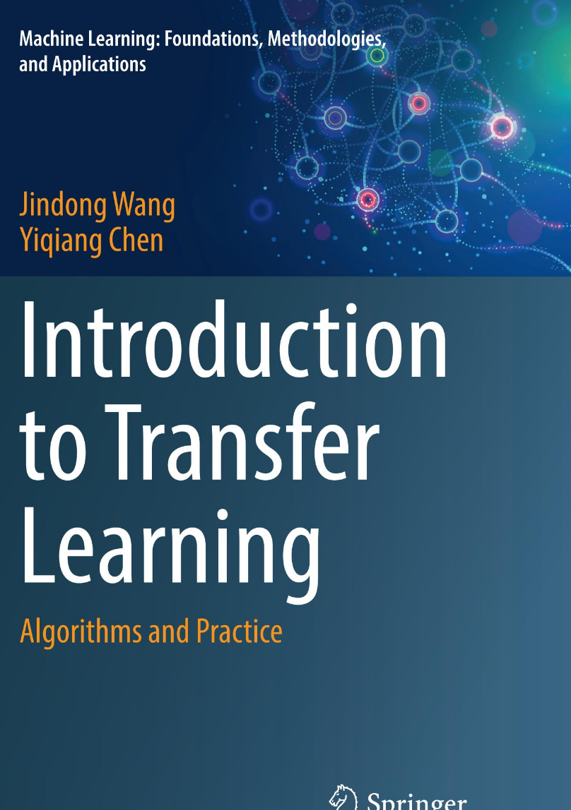 Machine Learning: Foundations, Methodologies,
and Applications
Jindong Wang
Yiqiang Chen
Introduction
to Transfer
Learning
Algorithms and Practice
Springer